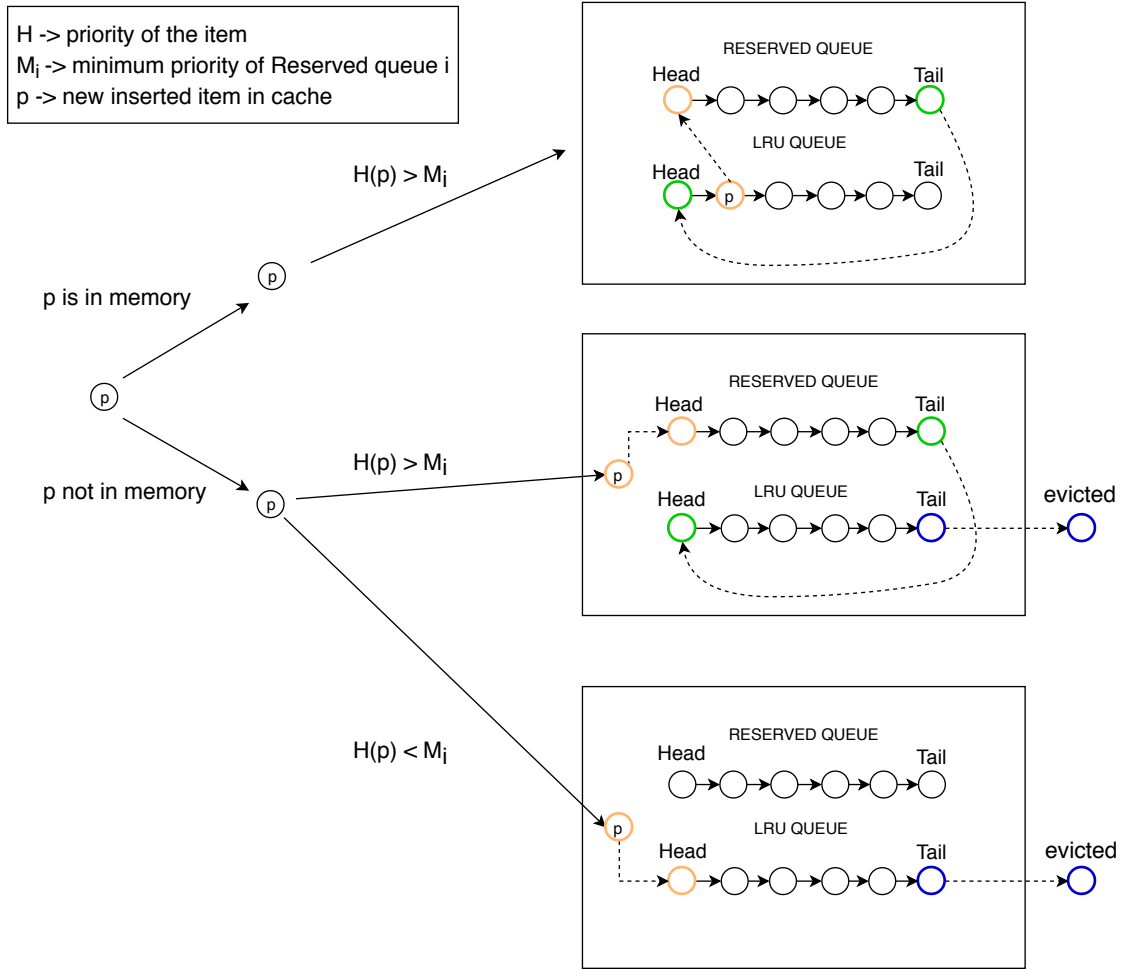 H -> priority of the item
Mi -> minimum priority of Reserved queue i
p -> new inserted item in cache
RESERVED QUEUE
Head Tail
LRU QUEUE
Head Tail
p
H(p) > Mi
p
p is in memory
p
p not in memory
p
H(p) > Mi
RESERVED QUEUE
Head Tail
p
LRU QUEUE
Head Tail evicted
H(p) < Mi
RESERVED QUEUE
Head Tail
p
LRU QUEUE
Head Tail evicted